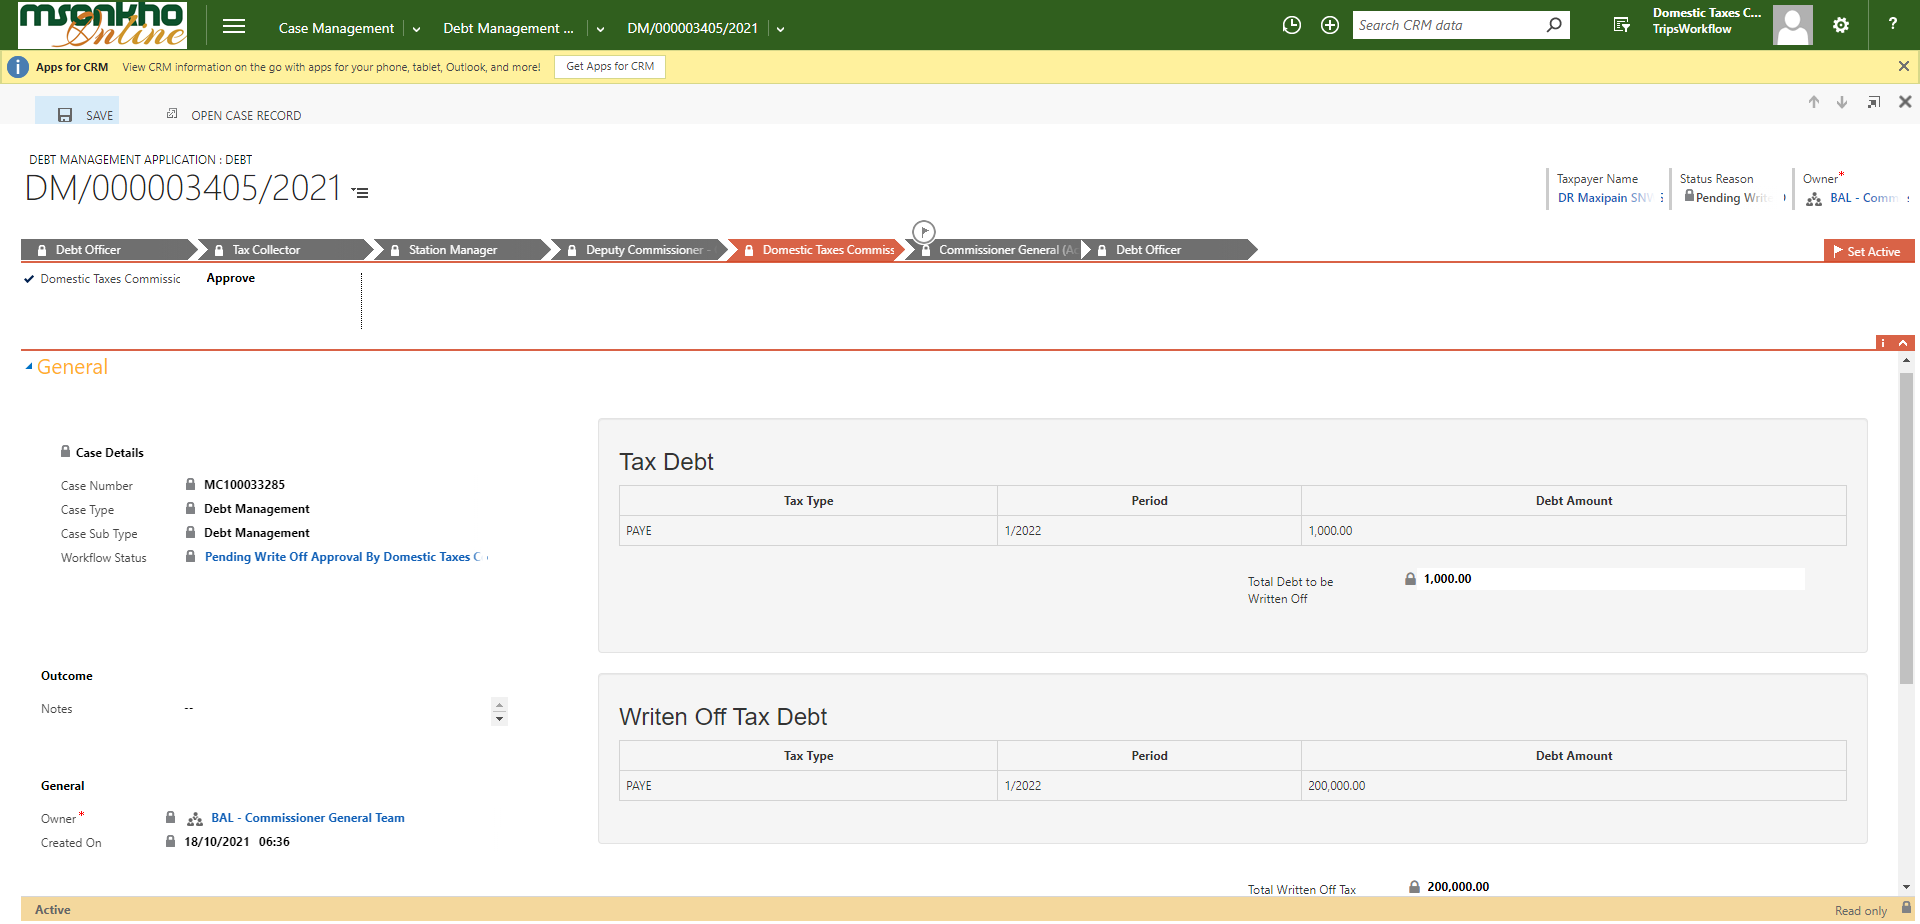 msonkho
Online
Case Management
Debt Management ...
DM/000003405/2021
Search CRM data
Domestic Taxes C...
TripsWorkflow
?
i Apps for CRM View CRM information on the go with apps for your phone, tablet, Outlook, and more! Get Apps for CRM
SAVE
OPEN CASE RECORD
DEBT MANAGEMENT APPLICATION : DEBT
DM/000003405/2021
Taxpayer Name
DR Maxipain SNW
Status Reason
Pending Write
Owner*
BAL - Comm
Debt Officer
Tax Collector
Station Manager
Deputy Commissioner -
Domestic Taxes Commiss
Commissioner General (Ac
Debt Officer
Set Active
Domestic Taxes Commissic
Approve
i
General
Case Details
Case Number MC100033285
Case Type Debt Management
Case Sub Type Debt Management
Workflow Status Pending Write Off Approval By Domestic Taxes C
Outcome
Notes --
General
Owner* BAL - Commissioner General Team
Created On 18/10/2021 06:36
Tax Debt
Tax Type Period Debt Amount
PAYE 1/2022 1,000.00
Total Debt to be
Written Off
1,000.00
Writen Off Tax Debt
Tax Type Period Debt Amount
PAYE 1/2022 200,000.00
Total Written Off Tax 200,000.00
Active
Read only